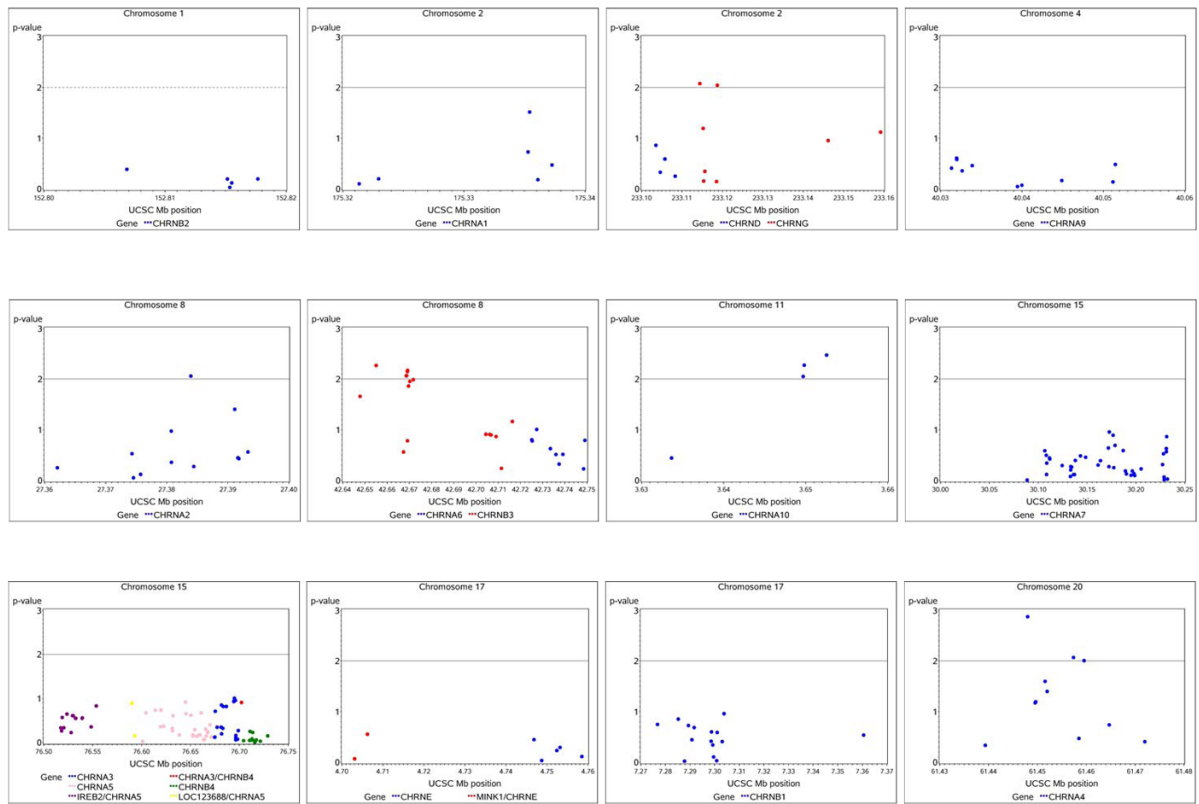 Chromosome 1
p-value
3
2
1
0
152.80 152.81 152.82
UCSC Mb position
Gene CHRNB2
Chromosome 2
p-value
3
2
1
0
175.32 175.33 175.34
UCSC Mb position
Gene CHRNA1
Chromosome 2
p-value
3
2
1
0
233.10 233.11 233.12 233.13 233.14 233.15 233.16
UCSC Mb position
Gene CHRND CHRNG
Chromosome 4
p-value
3
2
1
0
40.03 40.04 40.05 40.06
UCSC Mb position
Gene CHRNA9
Chromosome 8
p-value
3
2
1
0
27.36 27.37 27.38 27.39 27.40
UCSC Mb position
Gene CHRNA2
Chromosome 8
p-value
3
2
1
0
42.64 42.65 42.66 42.67 42.68 42.69 42.70 42.71 42.72 42.73 42.74 42.75
UCSC Mb position
Gene CHRNA6 CHRNB3
Chromosome 11
p-value
3
2
1
0
3.63 3.64 3.65 3.66
UCSC Mb position
Gene CHRNA10
Chromosome 15
p-value
3
2
1
0
30.00 30.05 30.10 30.15 30.20 30.25
UCSC Mb position
Gene CHRNA7
Chromosome 15
p-value
3
2
1
0
76.50 76.55 76.60 76.65 76.70 76.75
UCSC Mb position
Gene CHRNA3 CHRNA3/CHRNB4
CHRNA5 CHRNB4
IREB2/CHRNA5 LOC123688/CHRNA5
Chromosome 17
p-value
3
2
1
0
4.70 4.71 4.72 4.73 4.74 4.75 4.76
UCSC Mb position
Gene CHRNE MINK1/CHRNE
Chromosome 17
p-value
3
2
1
0
7.27 7.28 7.29 7.30 7.31 7.32 7.33 7.34 7.35 7.36 7.37
UCSC Mb position
Gene CHRNB1
Chromosome 20
p-value
3
2
1
0
61.43 61.44 61.45 61.46 61.47 61.48
UCSC Mb position
Gene CHRNA4